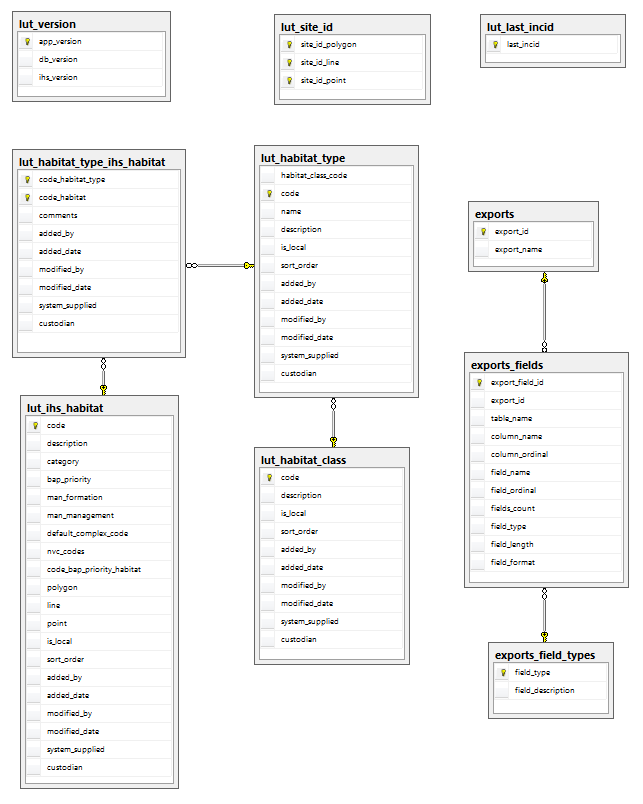 lut_version
app_version
db_version
ihs_version
lut_site_id
site_id_polygon
site_id_line
site_id_point
lut_last_incid
last_incid
lut_habitat_type_ihs_habitat
code_habitat_type
code_habitat
comments
added_by
added_date
modified_by
modified_date
system_supplied
custodian
lut_habitat_type
habitat_class_code
code
name
description
is_local
sort_order
added_by
added_date
modified_by
modified_date
system_supplied
custodian
exports
export_id
export_name
lut_ihs_habitat
code
description
category
bap_priority
man_formation
man_management
default_complex_code
nvc_codes
code_bap_priority_habitat
polygon
line
point
is_local
sort_order
added_by
added_date
modified_by
modified_date
system_supplied
custodian
lut_habitat_class
code
description
is_local
sort_order
added_by
added_date
modified_by
modified_date
system_supplied
custodian
exports_fields
export_field_id
export_id
table_name
column_name
column_ordinal
field_name
field_ordinal
fields_count
field_type
field_length
field_format
exports_field_types
field_type
field_description